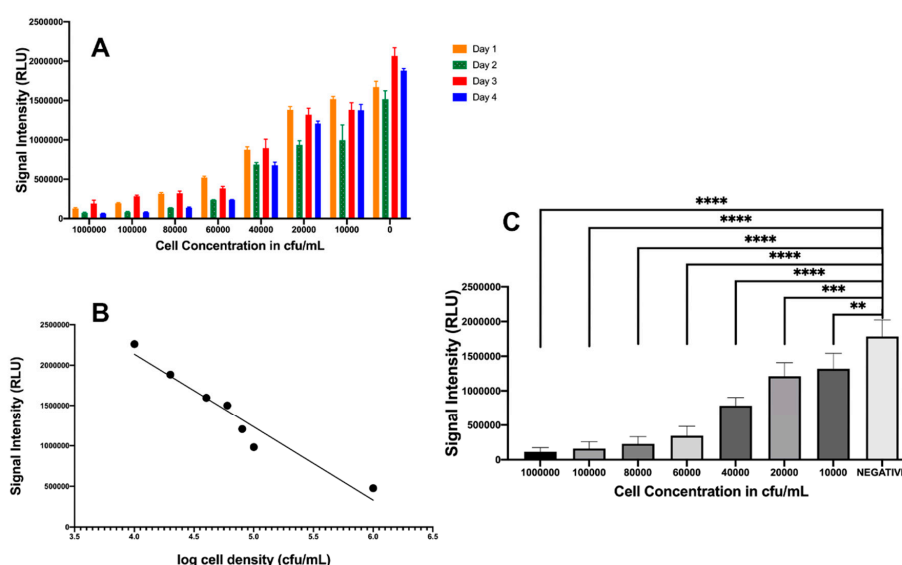 A
2500000
2000000
1500000
1000000
500000
0
Signal Intensity (RLU)
1000000 100000 80000 60000 40000 20000 10000 0
Cell Concentration in cfu/mL
Day 1
Day 2
Day 3
Day 4
B
2500000
2000000
1500000
1000000
500000
0
Signal Intensity (RLU)
3.5 4.0 4.5 5.0 5.5 6.0 6.5
log cell density (cfu/mL)
C
****
****
****
****
****
***
**
2500000
2000000
1500000
1000000
500000
0
Signal Intensity (RLU)
1000000 100000 80000 60000 40000 20000 10000 NEGATIVE
Cell Concentration in cfu/mL